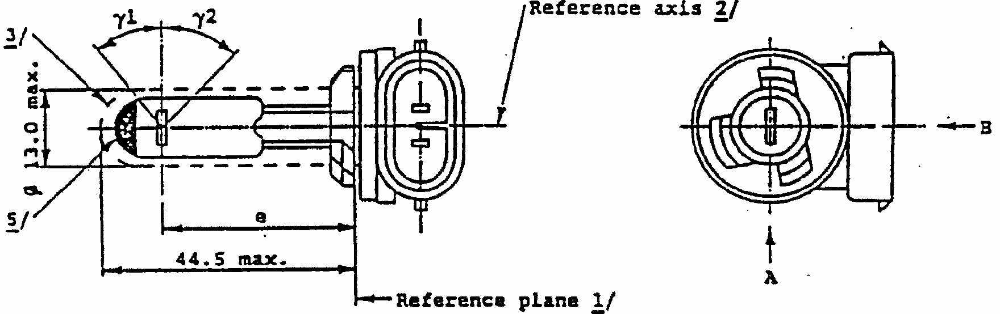 Reference axis 2/
γ1 γ2
3/
ø 13.0 max.
5/
e
44.5 max.
Reference plane 1/
B
A